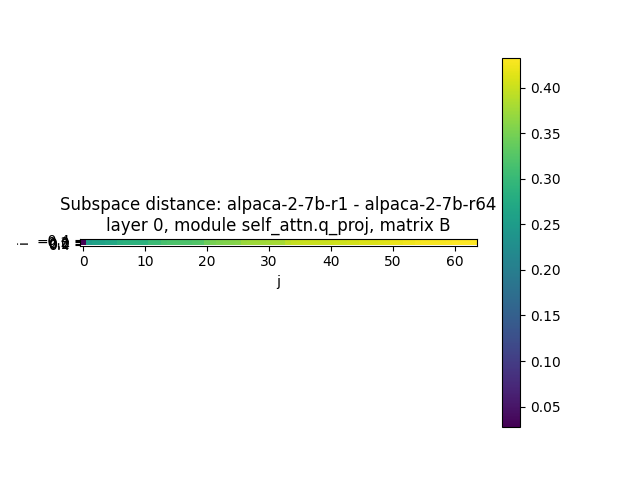 Subspace distance: alpaca-2-7b-r1 - alpaca-2-7b-r64
layer 0, module self_attn.q_proj, matrix B
0 10 20 30 40 50 60
j
i
0.40
0.35
0.30
0.25
0.20
0.15
0.10
0.05